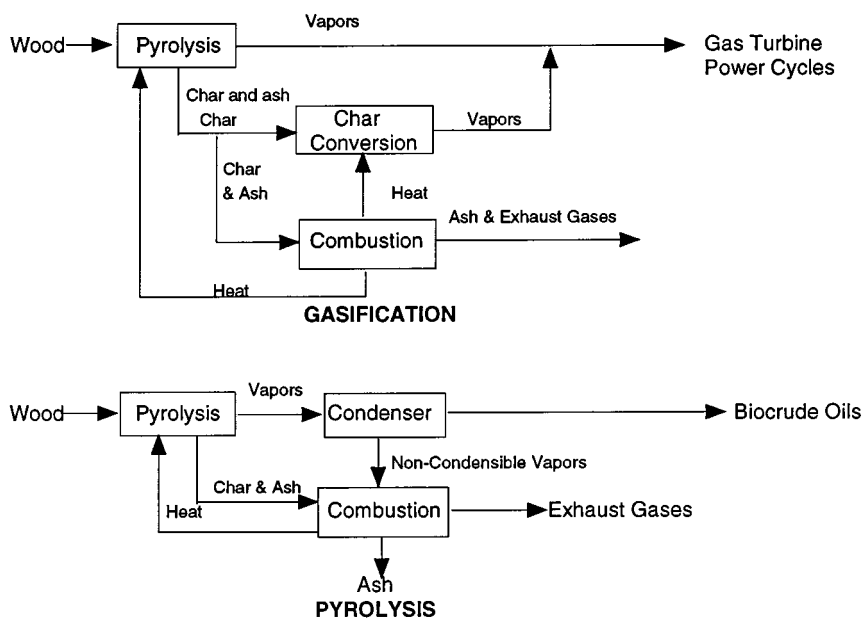 Vapors
Wood
Pyrolysis
Gas Turbine
Power Cycles
Char and ash
Char
Char
Conversion
Vapors
Char
& Ash
Heat
Combustion
Ash & Exhaust Gases
Heat
GASIFICATION
Wood
Pyrolysis
Vapors
Condenser
Biocrude Oils
Non-Condensible Vapors
Char & Ash
Heat
Combustion
Exhaust Gases
Ash
PYROLYSIS